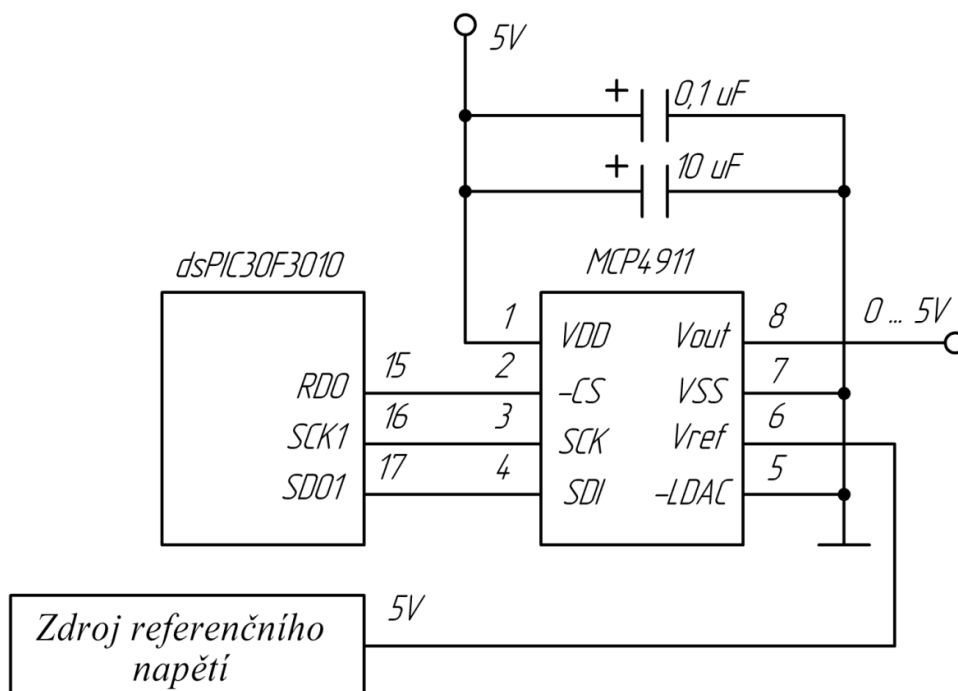 5V
+ 0,1 uF
+ 10 uF
dsPIC30F3010
MCP4911
1 VDD
2 -CS
3 SCK
4 SDI
Vout 8
VSS 7
Vref 6
-LDAC 5
0 ... 5V
RD0 15
SCK1 16
SDO1 17
5V
Zdroj referenčního
napětí